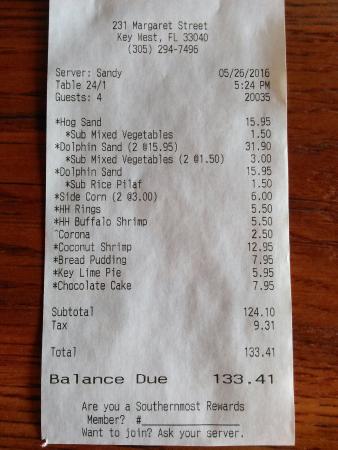 231 Margaret Street
Key West, FL 33040
(305) 294-7496
Server: Sandy 05/26/2016
Table 24/1 5:24 PM
Guests: 4 20035
*Hog Sand 15.95
*Sub Mixed Vegetables 1.50
*Dolphin Sand (2 @15.95) 31.90
*Sub Mixed Vegetables (2 @1.50) 3.00
*Dolphin Sand 15.95
*Sub Rice Pilaf 1.50
*Side Corn (2 @3.00) 6.00
*HH Rings 5.50
*HH Buffalo Shrimp 5.50
^Corona 2.50
*Coconut Shrimp 12.95
*Bread Pudding 7.95
*Key Lime Pie 5.95
*Chocolate Cake 7.95
Subtotal 124.10
Tax 9.31
Total 133.41
Balance Due 133.41
Are you a Southernmost Rewards
Member? #
Want to join? Ask your server.